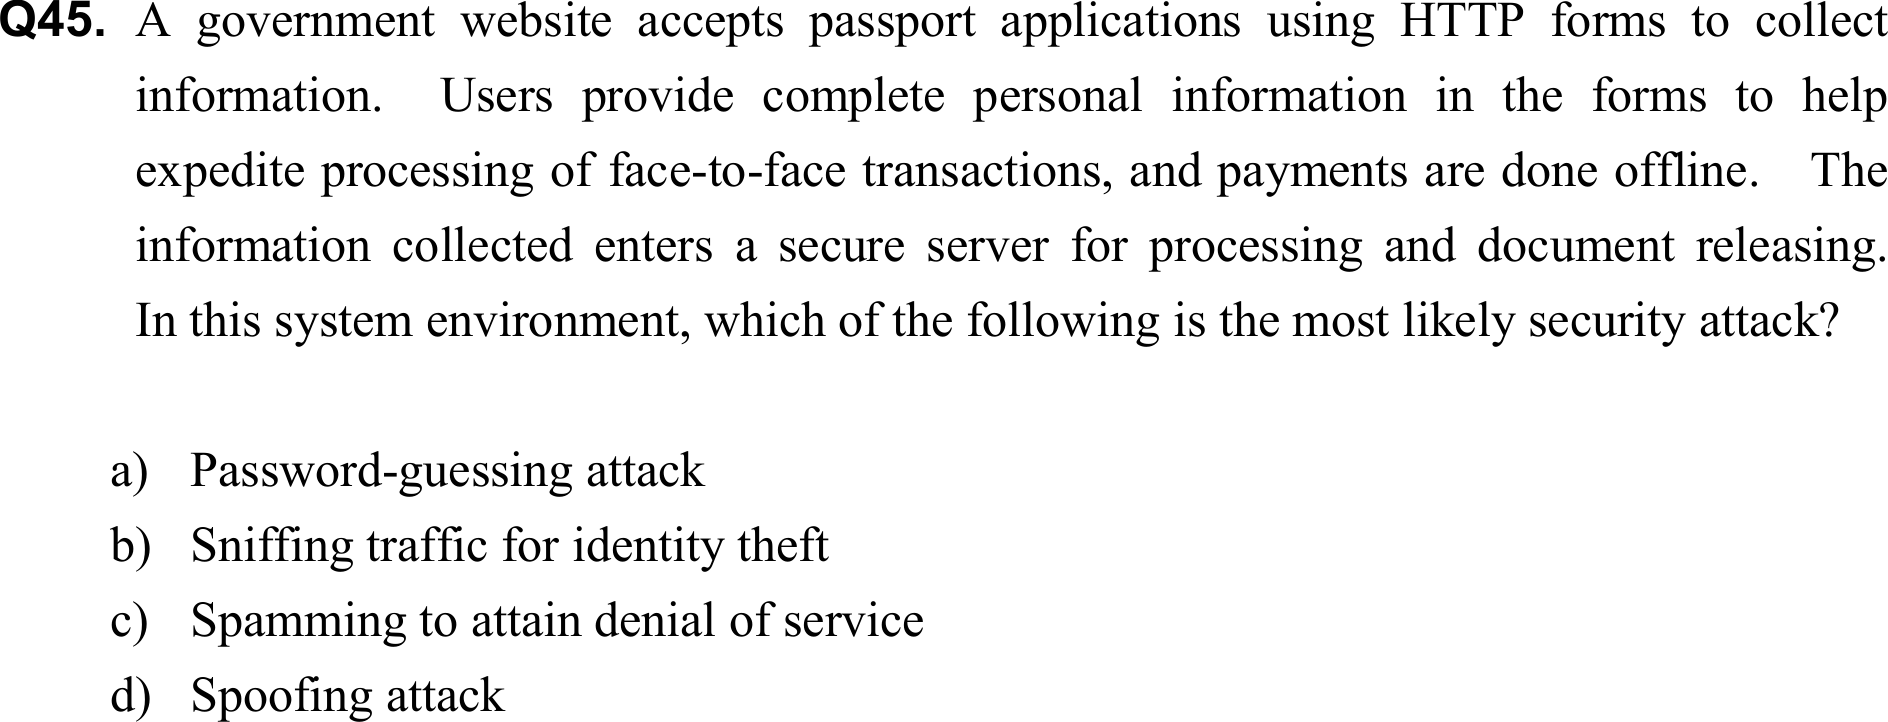 Q45. A government website accepts passport applications using HTTP forms to collect
information. Users provide complete personal information in the forms to help
expedite processing of face-to-face transactions, and payments are done offline. The
information collected enters a secure server for processing and document releasing.
In this system environment, which of the following is the most likely security attack?
a) Password-guessing attack
b) Sniffing traffic for identity theft
c) Spamming to attain denial of service
d) Spoofing attack